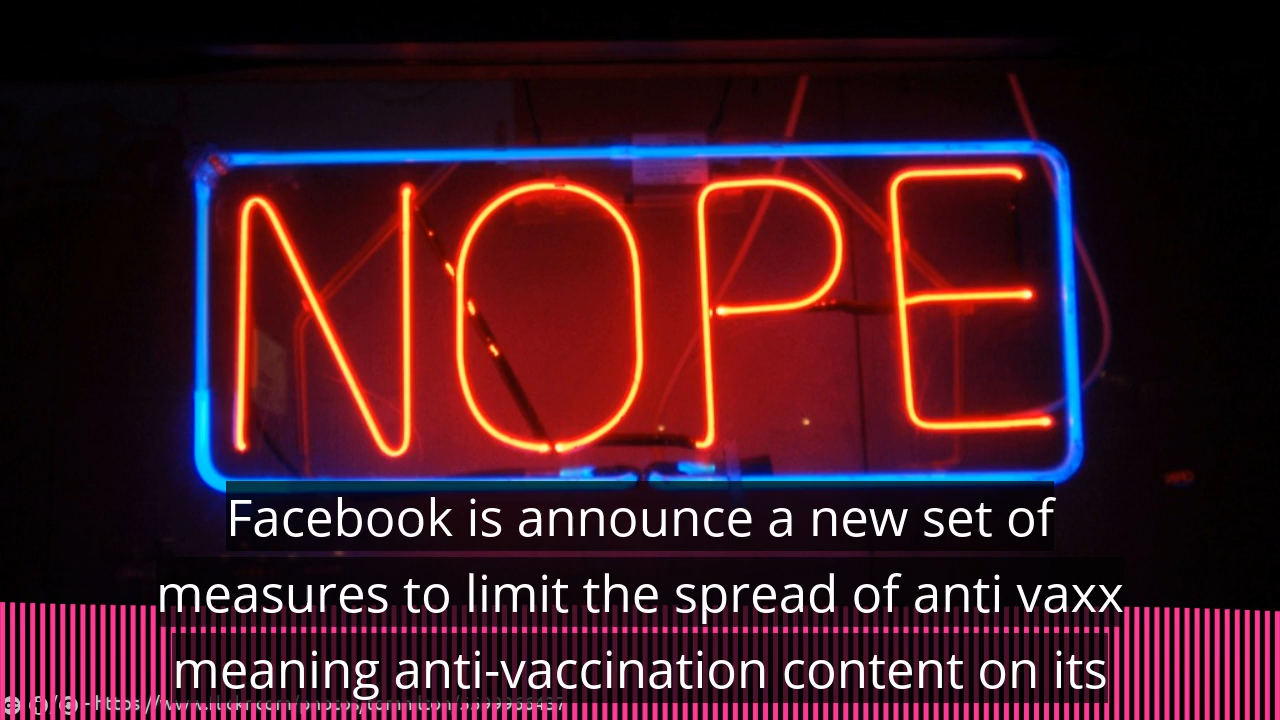 NOPE
Facebook is announce a new set of
measures to limit the spread of anti vaxx
meaning anti-vaccination content on its